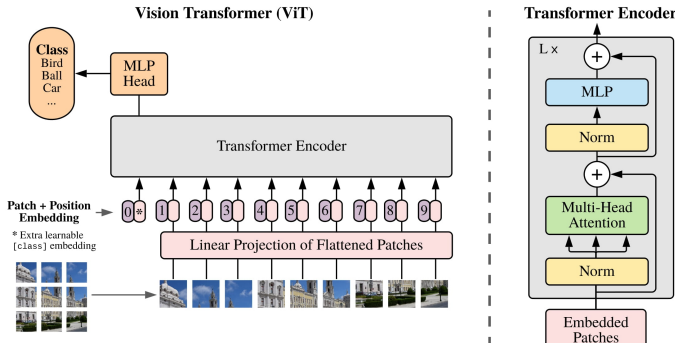 Vision Transformer (ViT)
Class
Bird
Ball
Car
...
MLP
Head
Transformer Encoder
Patch + Position
Embedding
0 * 1 2 3 4 5 6 7 8 9
* Extra learnable
[class] embedding
Linear Projection of Flattened Patches
Transformer Encoder
L ×
+
MLP
Norm
+
Multi-Head
Attention
Norm
Embedded
Patches